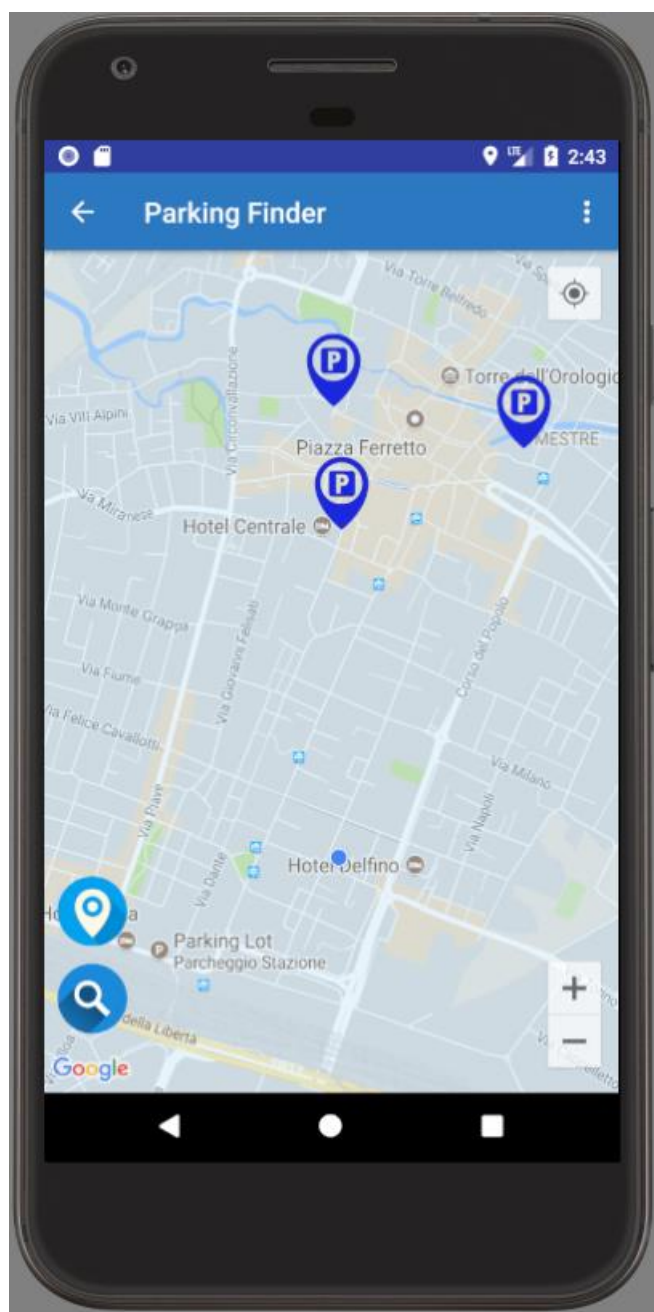 LTE 2:43
Parking Finder
Via Torre Belfredo
P
Torre dell'Orologio
P
Via Circonvallazione
Via Viti Alpini
MESTRE
Piazza Ferretto
P
Via Miranese
Hotel Centrale
Via Monte Grappa
Via Giovanni Felisati
Corso del Popolo
Via Fiume
Via Felice Cavallotti
Via Milano
Via Piave
Via Napoli
Via Dante
Hotel Delfino
P
Parking Lot
Parcheggio Stazione
+
della Libertà
−
Google